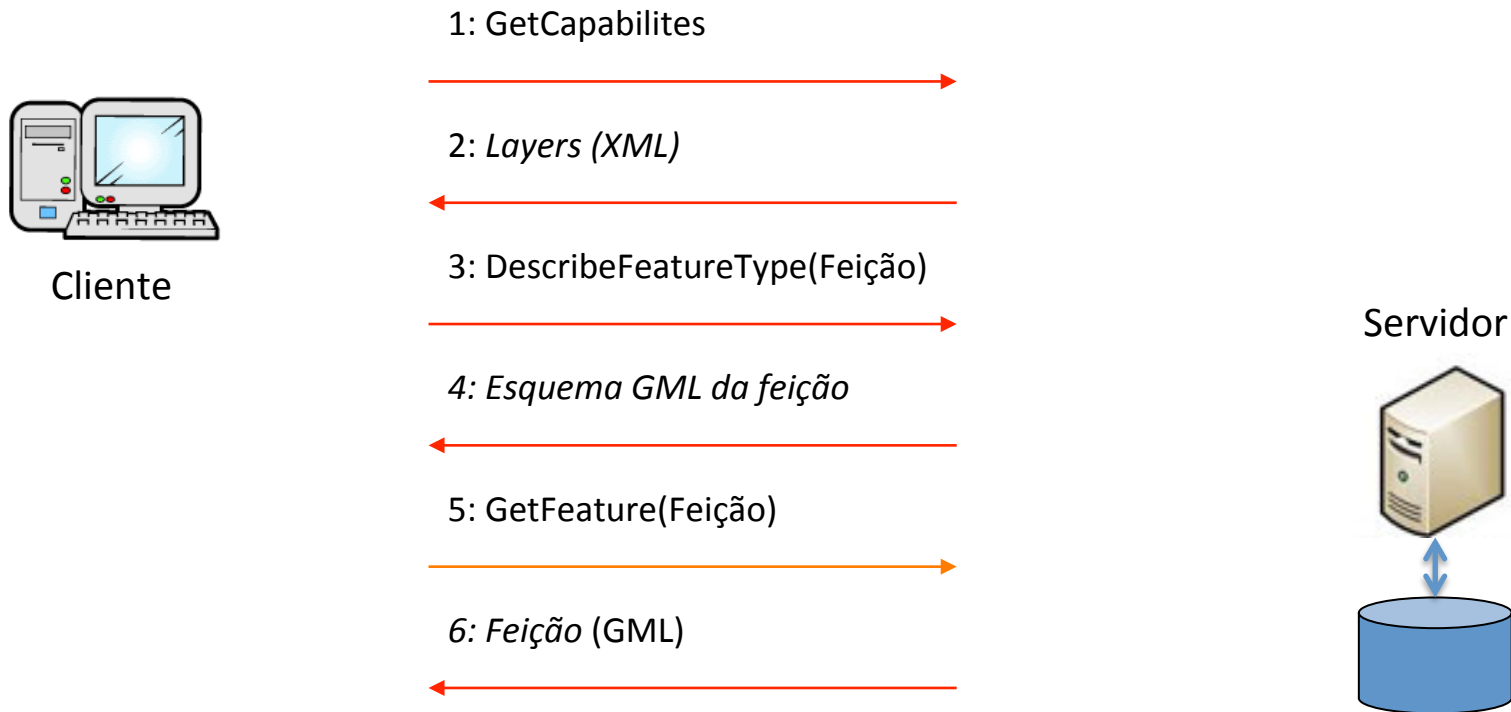 1: GetCapabilites
2: Layers (XML)
Cliente
3: DescribeFeatureType(Feição)
Servidor
4: Esquema GML da feição
5: GetFeature(Feição)
6: Feição (GML)